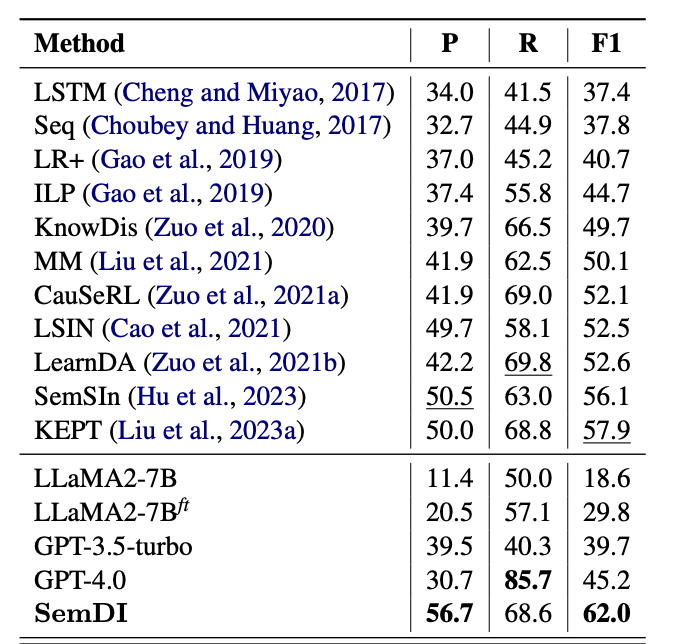 Method P R F1
LSTM (Cheng and Miyao, 2017) 34.0 41.5 37.4
Seq (Choubey and Huang, 2017) 32.7 44.9 37.8
LR+ (Gao et al., 2019) 37.0 45.2 40.7
ILP (Gao et al., 2019) 37.4 55.8 44.7
KnowDis (Zuo et al., 2020) 39.7 66.5 49.7
MM (Liu et al., 2021) 41.9 62.5 50.1
CauSeRL (Zuo et al., 2021a) 41.9 69.0 52.1
LSIN (Cao et al., 2021) 49.7 58.1 52.5
LearnDA (Zuo et al., 2021b) 42.2 69.8 52.6
SemSIn (Hu et al., 2023) 50.5 63.0 56.1
KEPT (Liu et al., 2023a) 50.0 68.8 57.9
LLaMA2-7B 11.4 50.0 18.6
LLaMA2-7Bft 20.5 57.1 29.8
GPT-3.5-turbo 39.5 40.3 39.7
GPT-4.0 30.7 85.7 45.2
SemDI 56.7 68.6 62.0